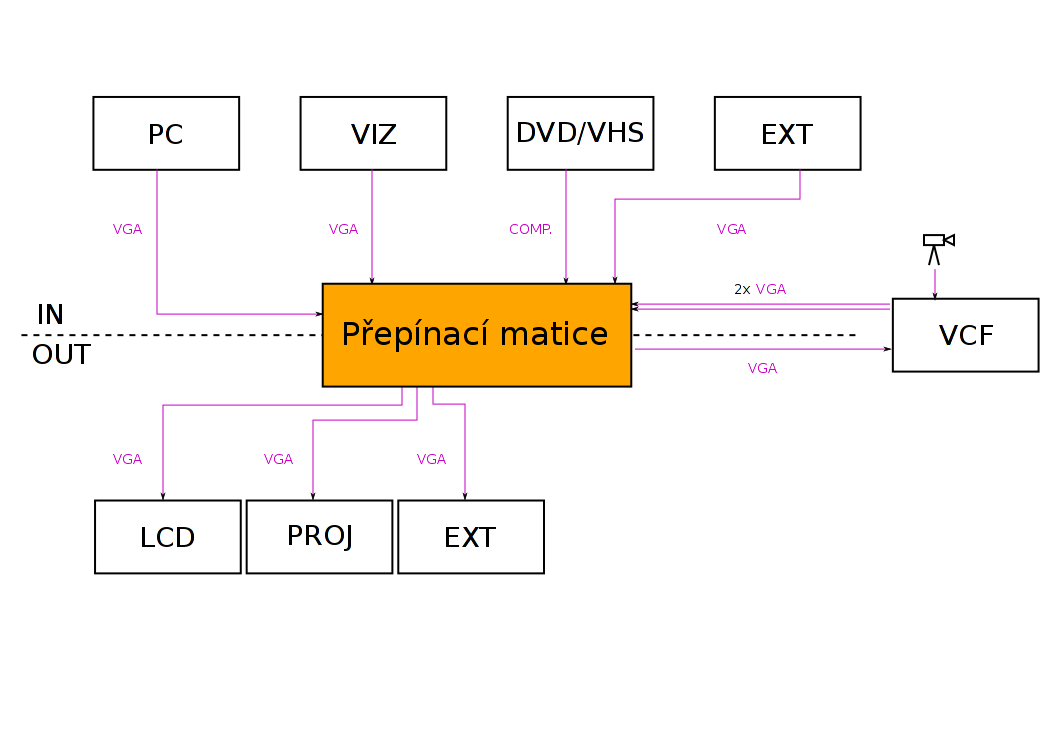 PC
VIZ
DVD/VHS
EXT
VGA
VGA
COMP.
VGA
2x VGA
IN
Přepínací matice
VCF
OUT
VGA
VGA
VGA
VGA
LCD
PROJ
EXT